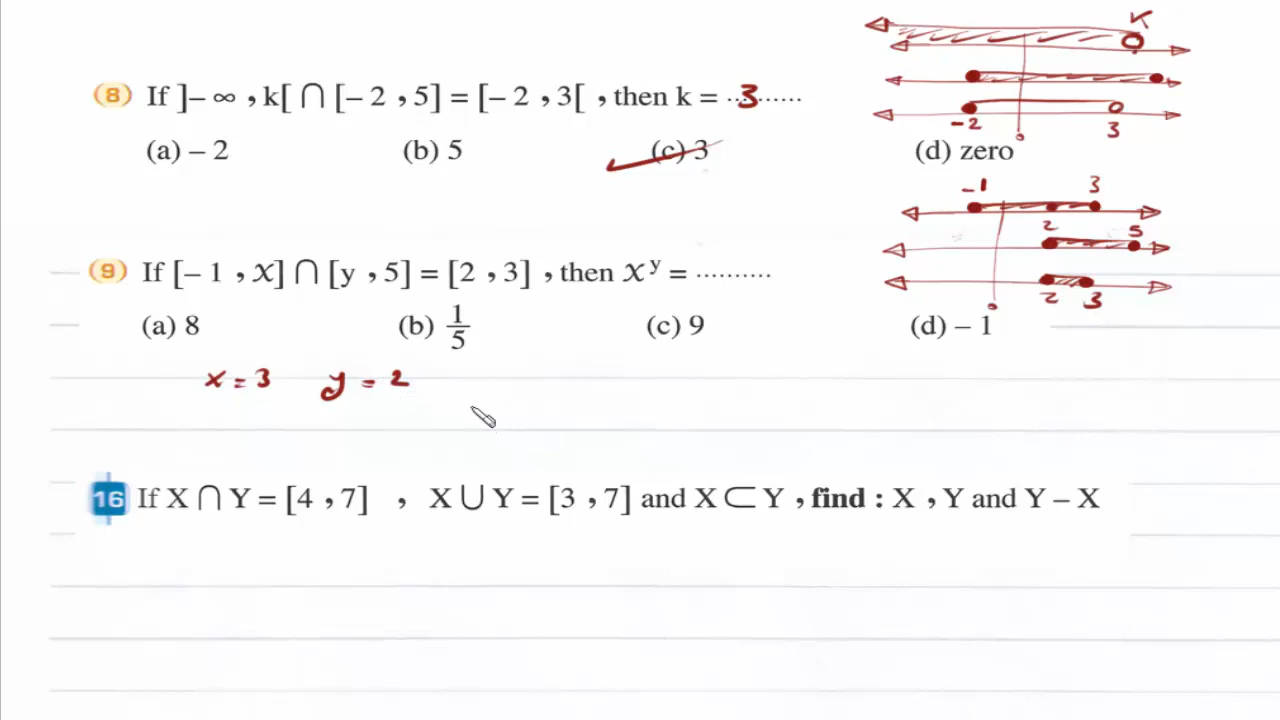 K
(8) If ]– ∞ , k[ ∩ [– 2 , 5] = [– 2 , 3[ , then k = ..3......
-2 3
(a) – 2 (b) 5 (c) 3 (d) zero
-1 3
2 5
(9) If [– 1 , x] ∩ [y , 5] = [2 , 3] , then x^y = ..........
2 3
(a) 8 (b) 1/5 (c) 9 (d) – 1
x = 3 y = 2
16 If X ∩ Y = [4 , 7] , X ∪ Y = [3 , 7] and X ⊂ Y , find : X , Y and Y – X